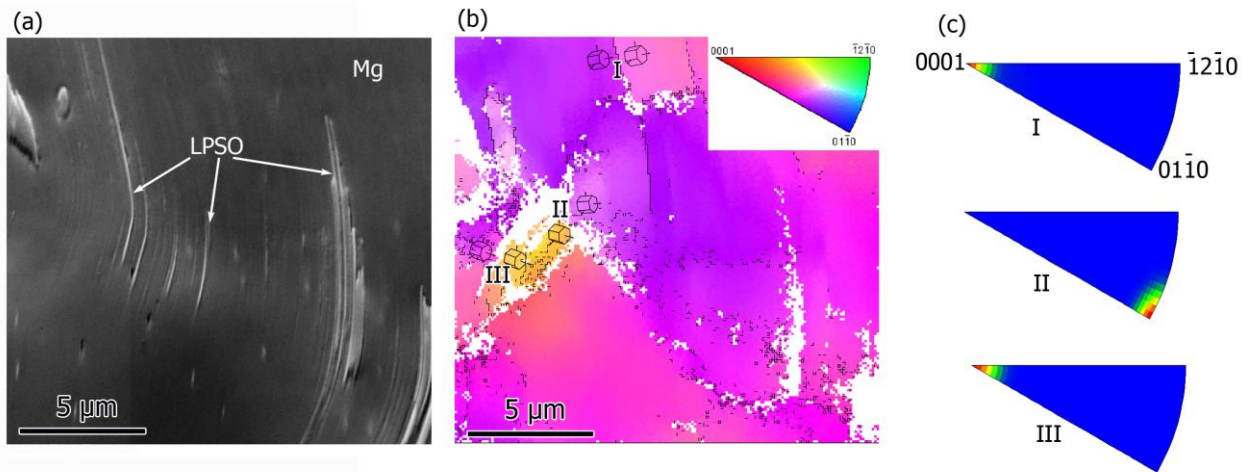 (a)
Mg
LPSO
5 μm
(b)
I
II
III
5 μm
0001
1̅21̅0
011̅0
(c)
0001
1̅21̅0
I
011̅0
II
III